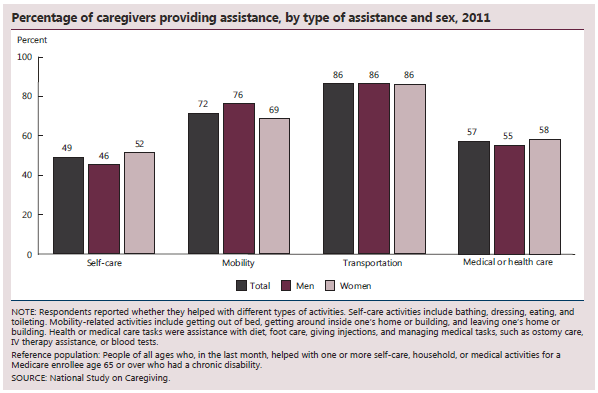 Percentage of caregivers providing assistance, by type of assistance and sex, 2011
Percent
100
80
60
40
20
0
49
46
52
72
76
69
86
86
86
57
55
58
Self-care
Mobility
Transportation
Medical or health care
Total
Men
Women
NOTE: Respondents reported whether they helped with different types of activities. Self-care activities include bathing, dressing, eating, and
toileting. Mobility-related activities include getting out of bed, getting around inside one's home or building, and leaving one's home or
building. Health or medical care tasks were assistance with diet, foot care, giving injections, and managing medical tasks, such as ostomy care,
IV therapy assistance, or blood tests.
Reference population: People of all ages who, in the last month, helped with one or more self-care, household, or medical activities for a
Medicare enrollee age 65 or over who had a chronic disability.
SOURCE: National Study on Caregiving.